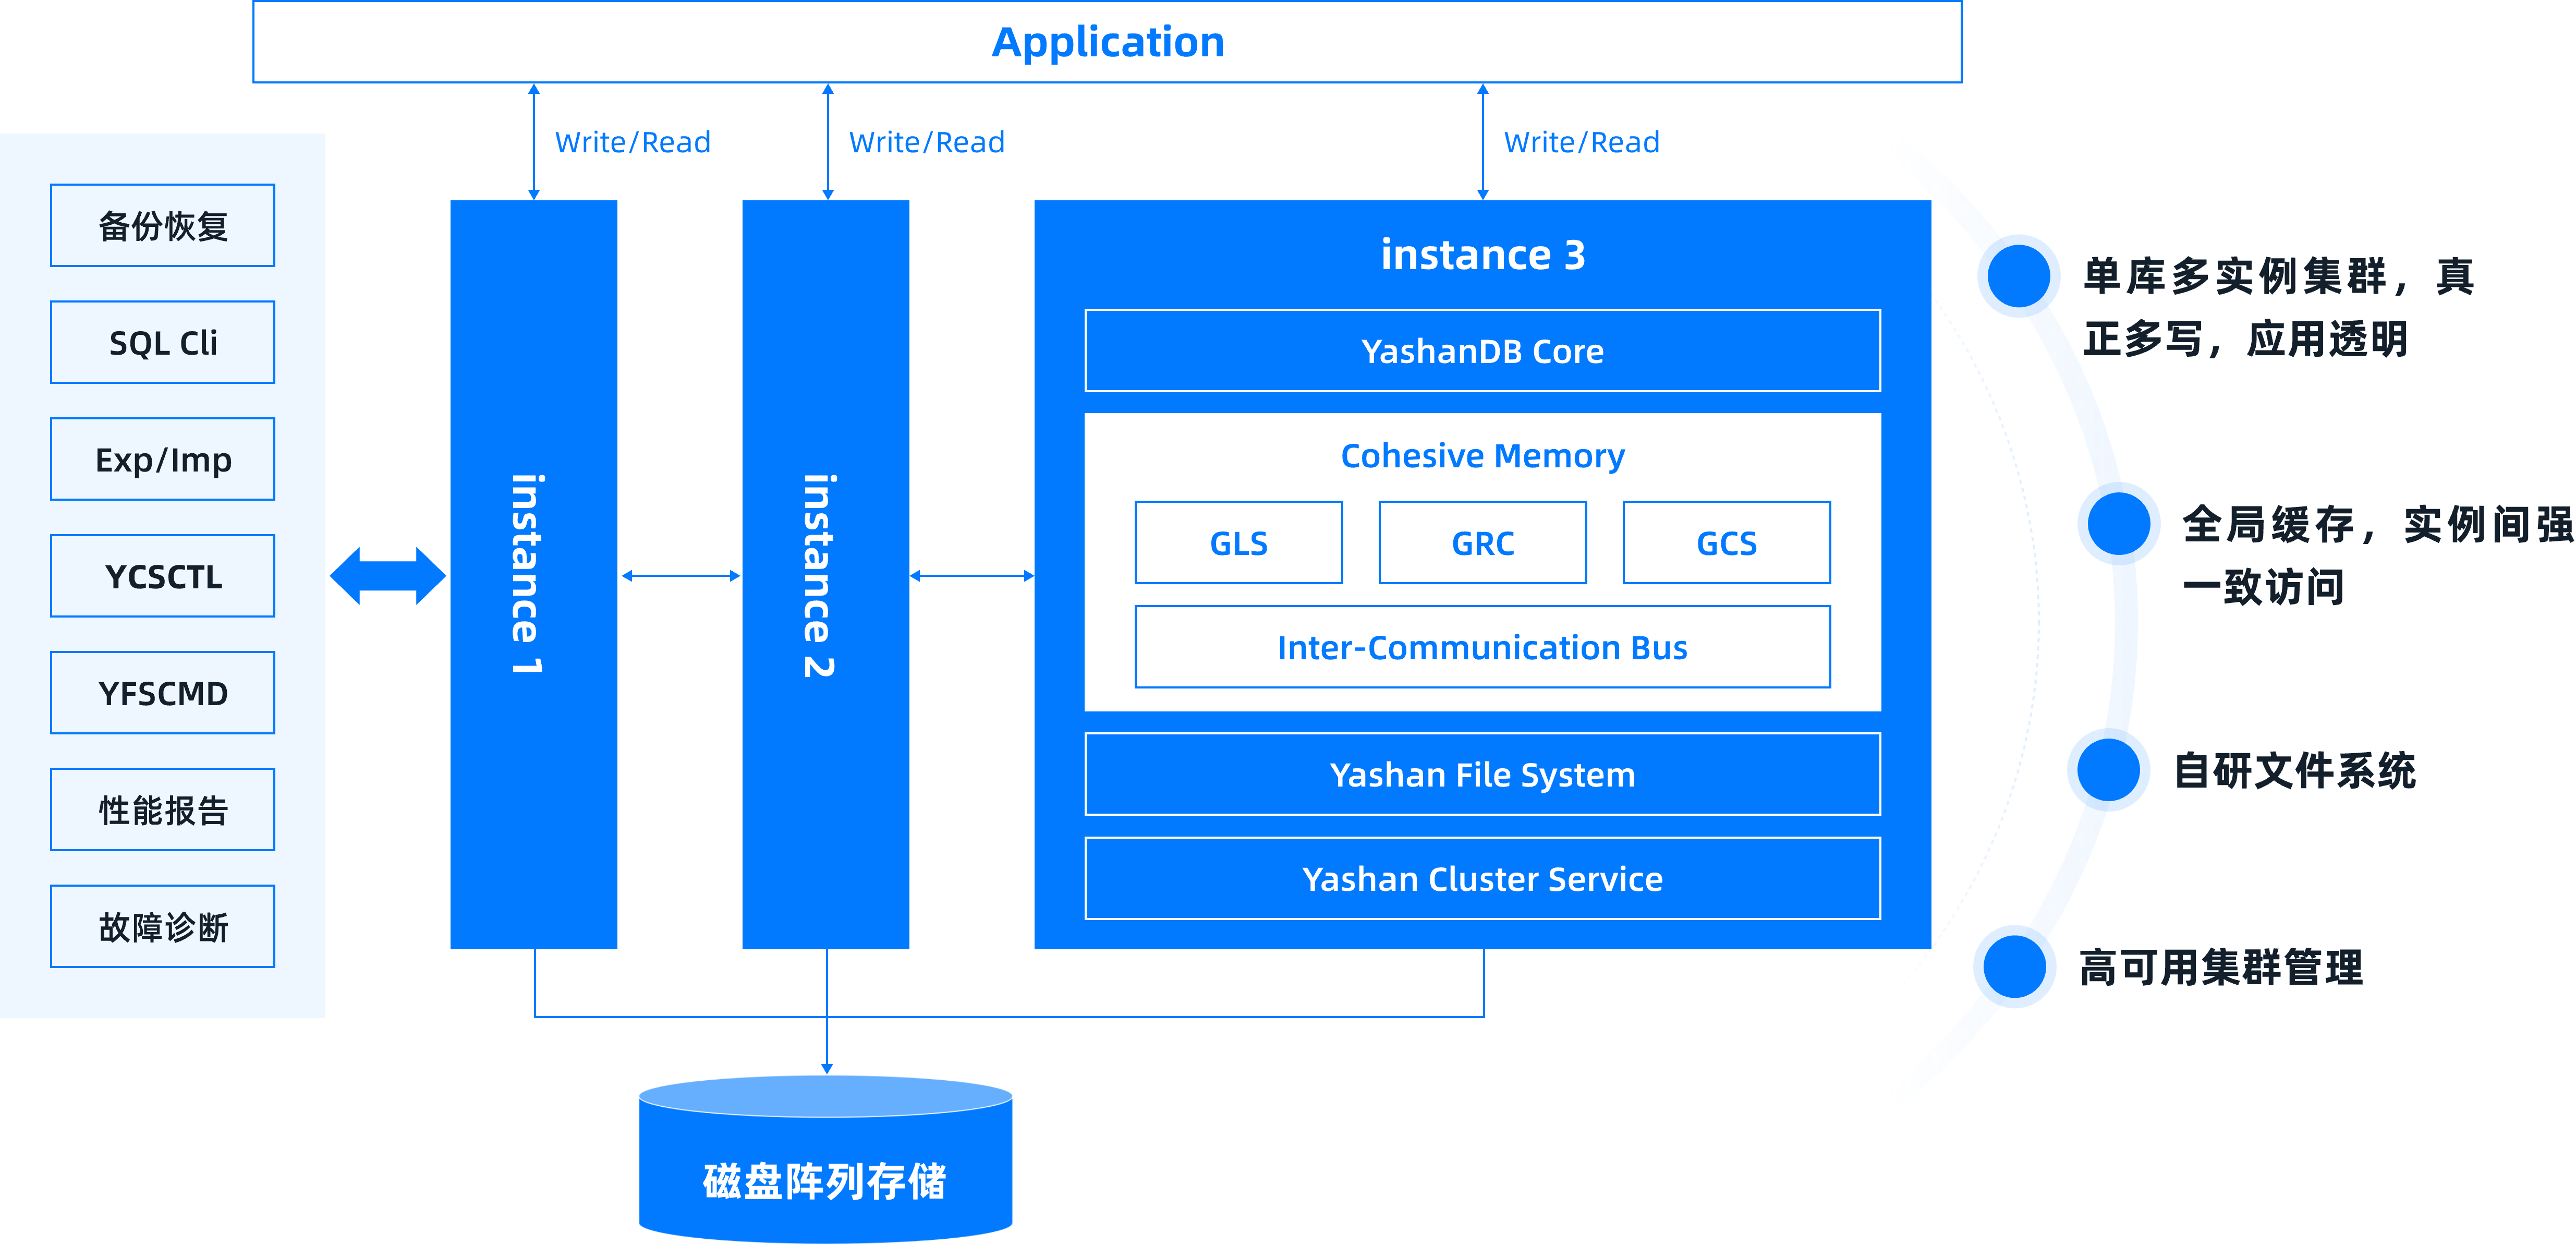 Application
Write/Read
Write/Read
Write/Read
备份恢复
SQL Cli
Exp/Imp
YCSCTL
YFSCMD
性能报告
故障诊断
instance 1
instance 2
instance 3
YashanDB Core
Cohesive Memory
GLS
GRC
GCS
Inter-Communication Bus
Yashan File System
Yashan Cluster Service
磁盘阵列存储
单库多实例集群，真
正多写，应用透明
全局缓存，实例间强
一致访问
自研文件系统
高可用集群管理